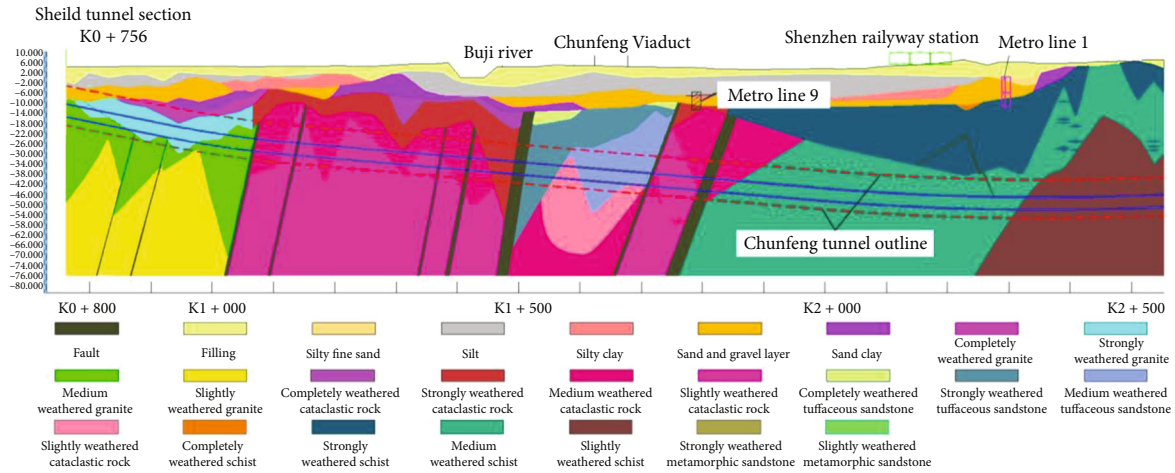 Sheild tunnel section
K0 + 756
Buji river
Chunfeng Viaduct
Shenzhen railyway station
Metro line 1
10.000
6.000
2.000
−2.000
−6.000
−10.000
−14.000
−18.000
−22.000
−26.000
−30.000
−34.000
−38.000
−42.000
−46.000
−50.000
−54.000
−58.000
−62.000
−66.000
−70.000
−74.000
−76.000
−80.000
Metro line 9
Chunfeng tunnel outline
K0 + 800
K1 + 000
K1 + 500
K2 + 000
K2 + 500
Fault
Filling
Silty fine sand
Silt
Silty clay
Sand and gravel layer
Sand clay
Completely
weathered granite
Strongly
weathered granite
Medium
weathered granite
Slightly
weathered granite
Completely weathered
cataclastic rock
Strongly weathered
cataclastic rock
Medium weathered
cataclastic rock
Slightly weathered
cataclastic rock
Completely weathered
tuffaceous sandstone
Strongly weathered
tuffaceous sandstone
Medium weathered
tuffaceous sandstone
Slightly weathered
cataclastic rock
Completely
weathered schist
Strongly
weathered schist
Medium
weathered schist
Slightly
weathered schist
Strongly weathered
metamorphic sandstone
Slightly weathered
metamorphic sandstone